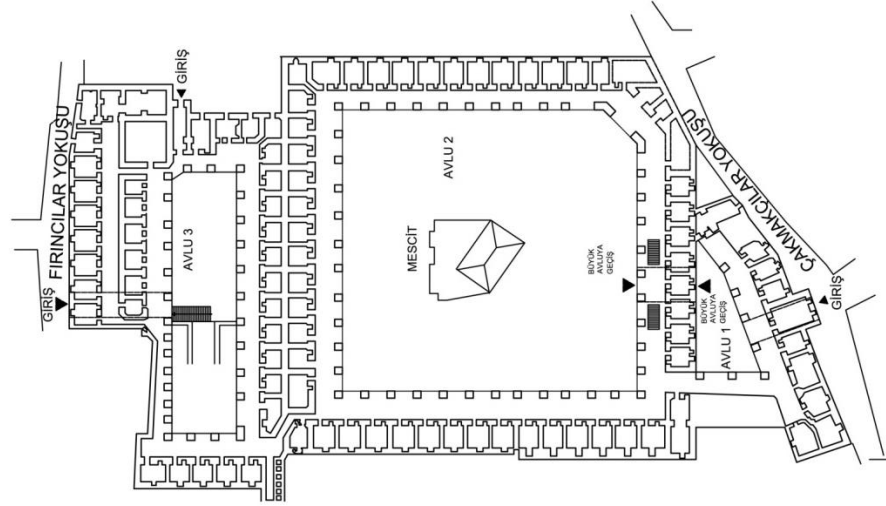 FIRINCILAR YOKUŞU
GİRİŞ
GİRİŞ
AVLU 3
AVLU 2
MESCİT
BÜYÜK
AVLUYA
GEÇİŞ
BÜYÜK
AVLUYA
GEÇİŞ
AVLU 1
ÇAKMAKÇILAR YOKUŞU
GİRİŞ